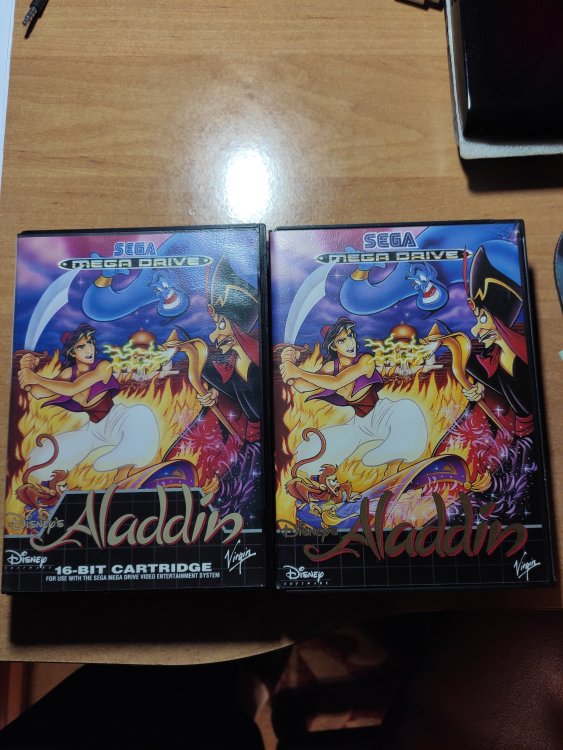 SEGA
MEGA DRIVE
DISNEY'S
Aladdin
DISNEY
SOFTWARE
16-BIT CARTRIDGE
FOR USE WITH THE SEGA MEGA DRIVE VIDEO ENTERTAINMENT SYSTEM
Virgin
SEGA
MEGA DRIVE
DISNEY'S
Aladdin
DISNEY
SOFTWARE
Virgin